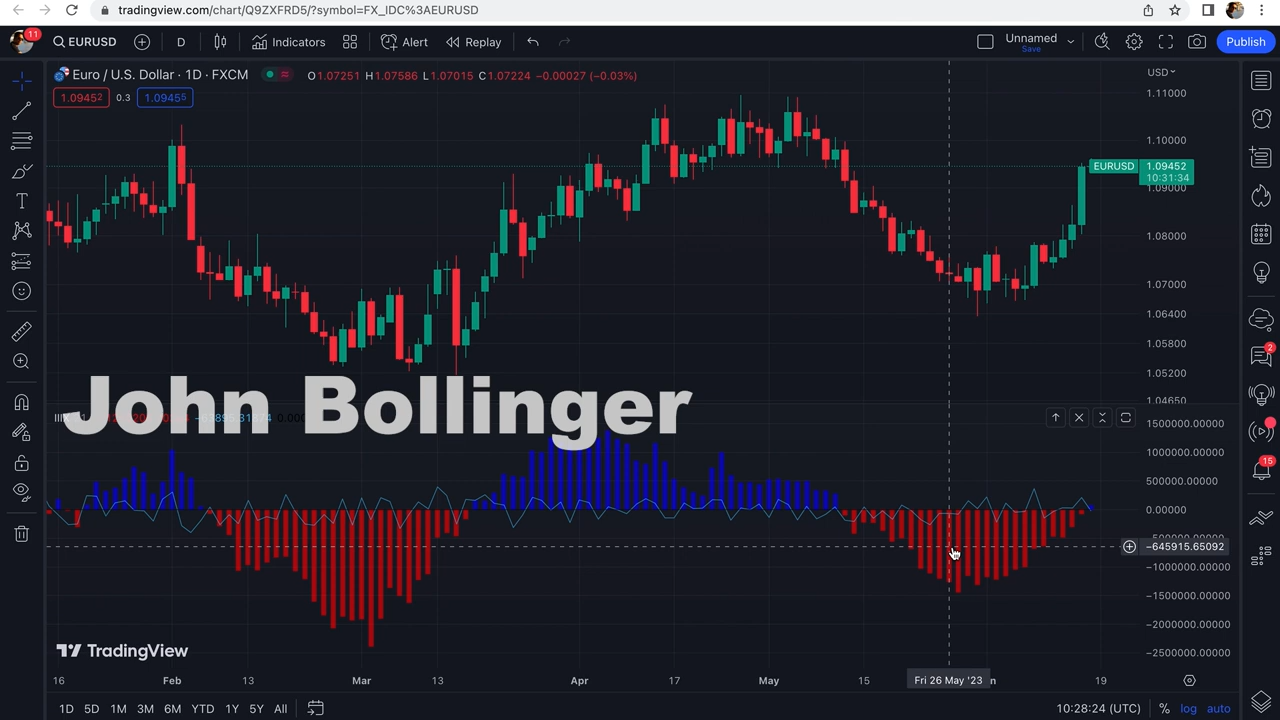 tradingview.com/chart/Q9ZXFRD5/?symbol=FX_IDC%3AEURUSD
11
EURUSD
D
Indicators
Alert
Replay
Unnamed
Save
Publish
Euro / U.S. Dollar · 1D · FXCM
O1.07251 H1.07586 L1.07015 C1.07224 −0.00027 (−0.03%)
USD
1.09452
0.3
1.09455
1.11000
1.10000
EURUSD
1.09452
10:31:34
1.09000
1.08000
1.07000
1.06400
1.05800
1.05200
1.04650
John Bollinger
1500000.00000
1000000.00000
500000.00000
0.00000
−645915.65092
−1000000.00000
−1500000.00000
−2000000.00000
−2500000.00000
2
15
TradingView
16 Feb 13 Mar 13 Apr 17 May 15 Fri 26 May '23 19
1D 5D 1M 3M 6M YTD 1Y 5Y All
10:28:24 (UTC) % log auto